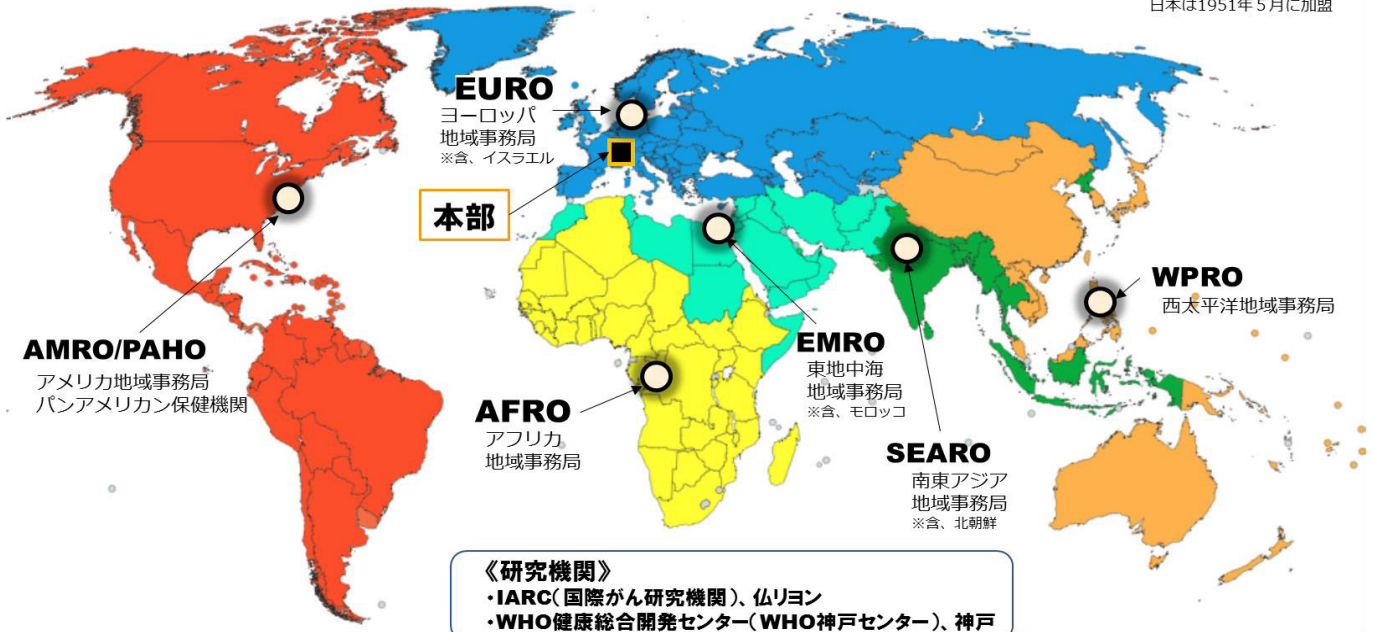 日本は1951年5月に加盟
EURO
ヨーロッパ
地域事務局
※含、イスラエル
本部
WPRO
西太平洋地域事務局
AMRO/PAHO
アメリカ地域事務局
パンアメリカン保健機関
EMRO
東地中海
地域事務局
※含、モロッコ
AFRO
アフリカ
地域事務局
SEARO
南東アジア
地域事務局
※含、北朝鮮
《研究機関》
・IARC(国際がん研究機関)、仏リヨン
・WHO健康総合開発センター(WHO神戸センター)、神戸